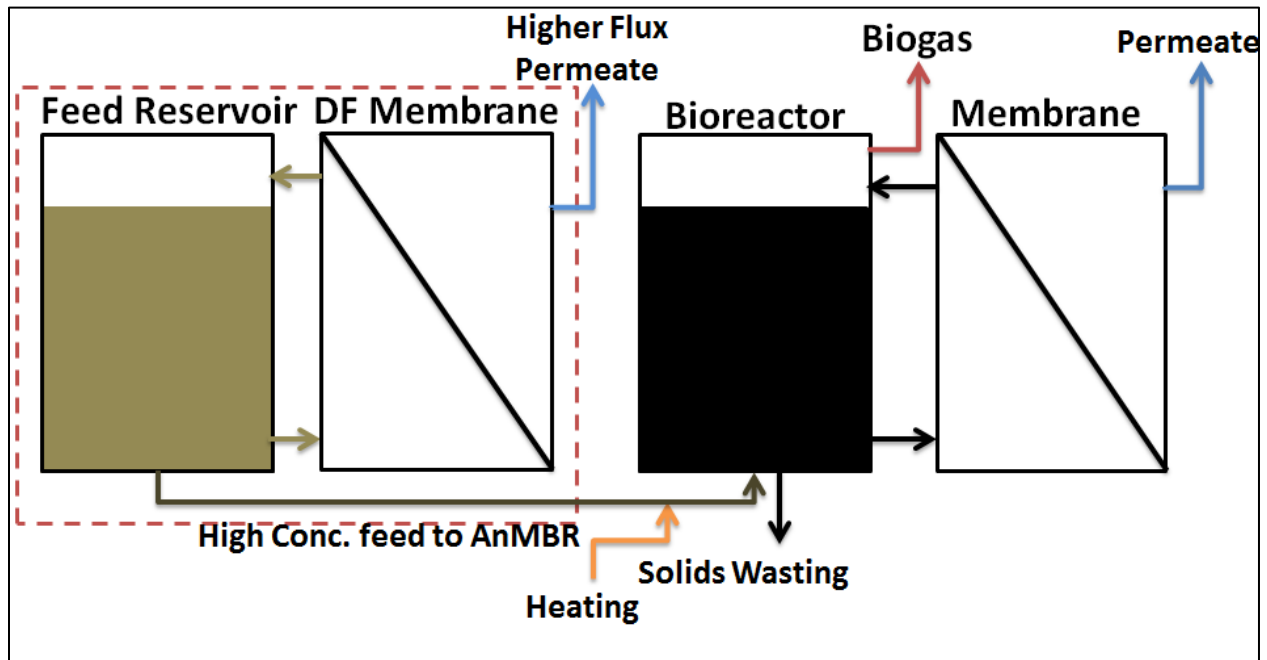 Higher Flux
Permeate
Biogas
Permeate
Feed Reservoir
DF Membrane
Bioreactor
Membrane
High Conc. feed to AnMBR
Solids Wasting
Heating